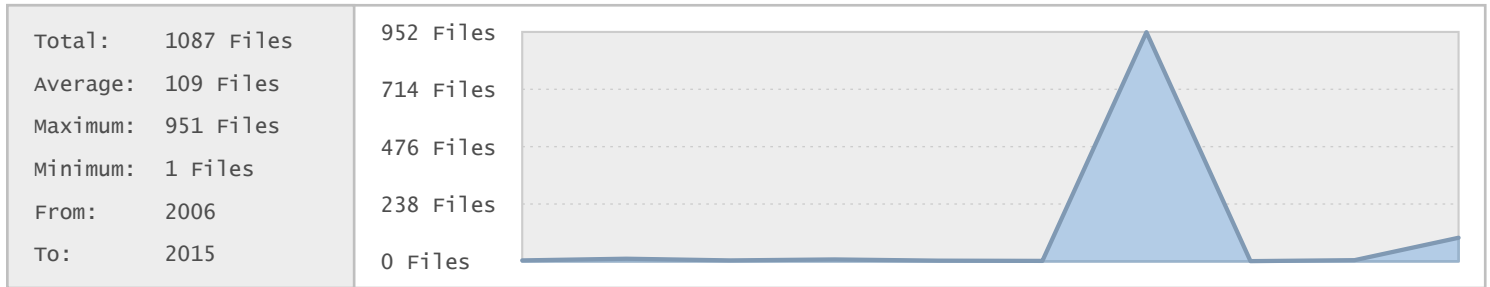 Total: 1087 Files
Average: 109 Files
Maximum: 951 Files
Minimum: 1 Files
From: 2006
To: 2015
952 Files
714 Files
476 Files
238 Files
0 Files